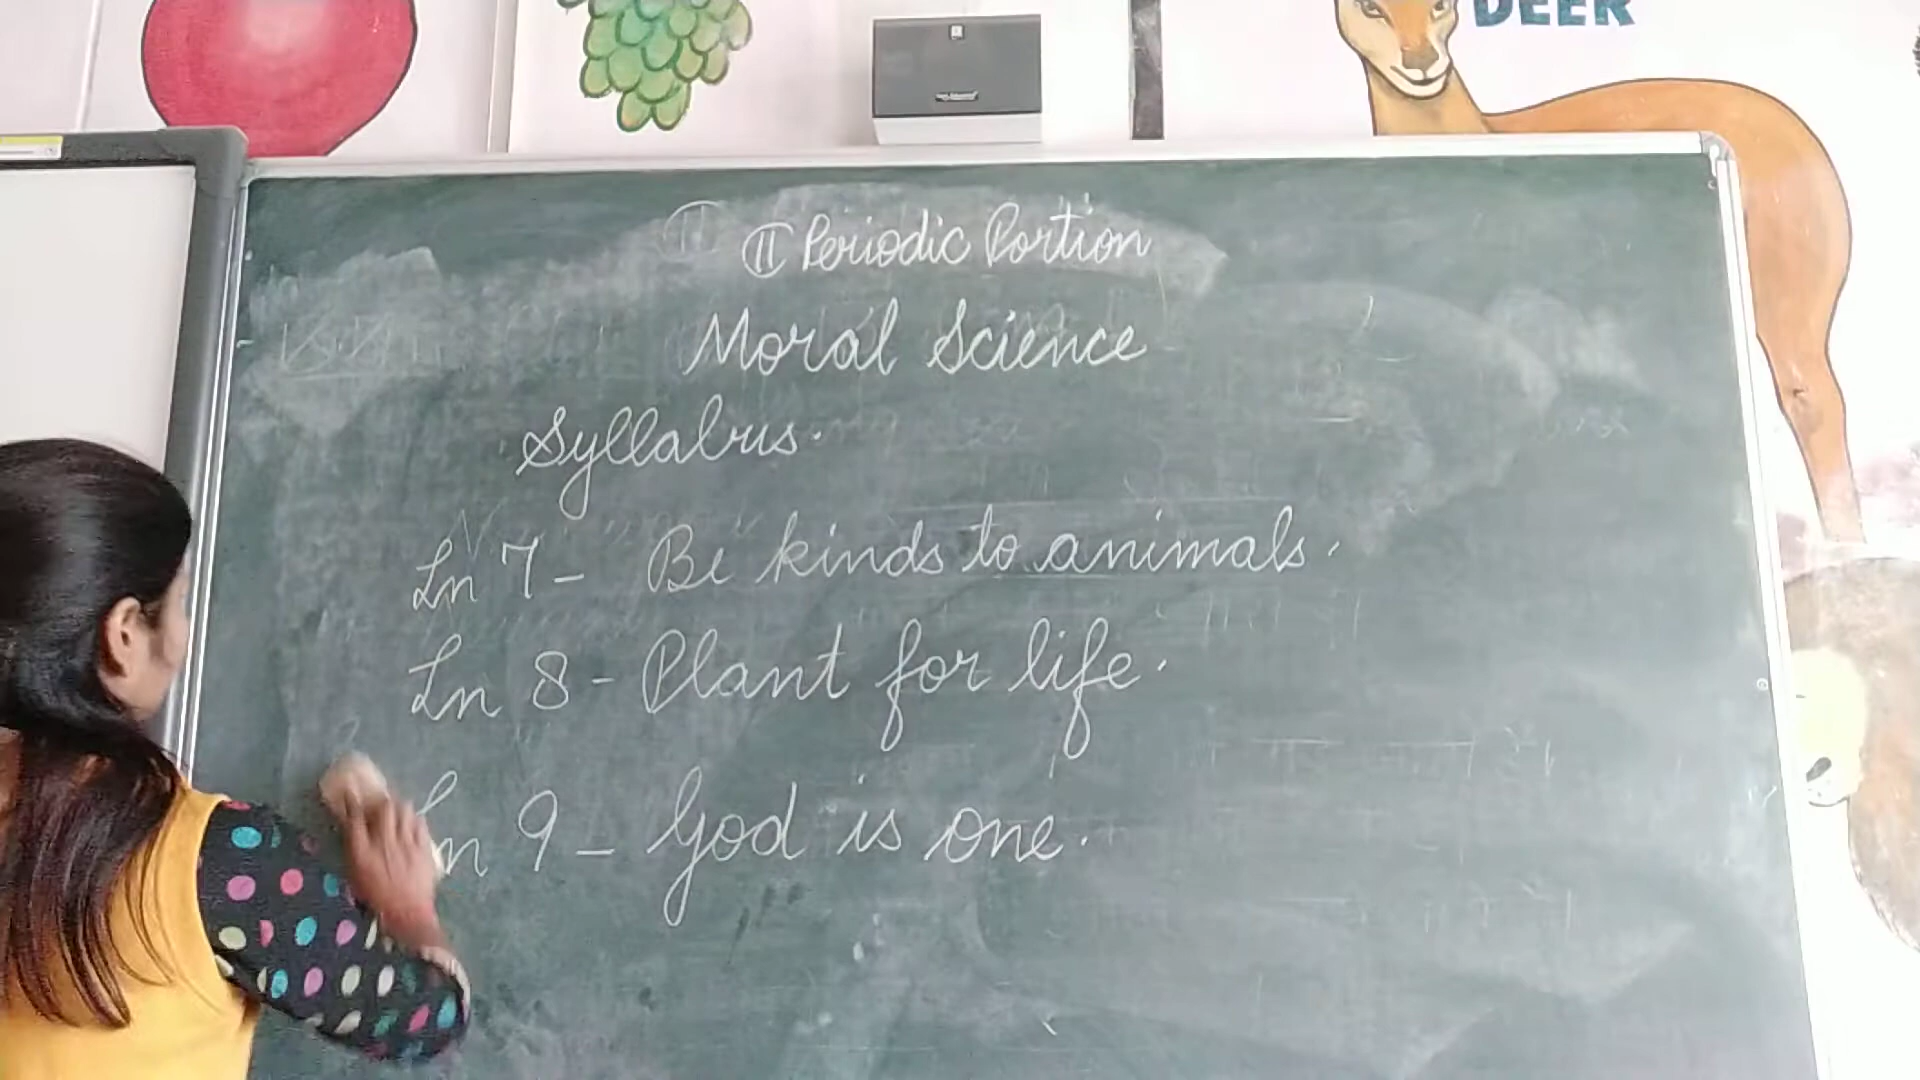 DEER
II Periodic Portion
Moral Science
Syllabus.
Ln 7 - Be kinds to animals.
Ln 8 - Plant for life.
Ln 9 - God is one.